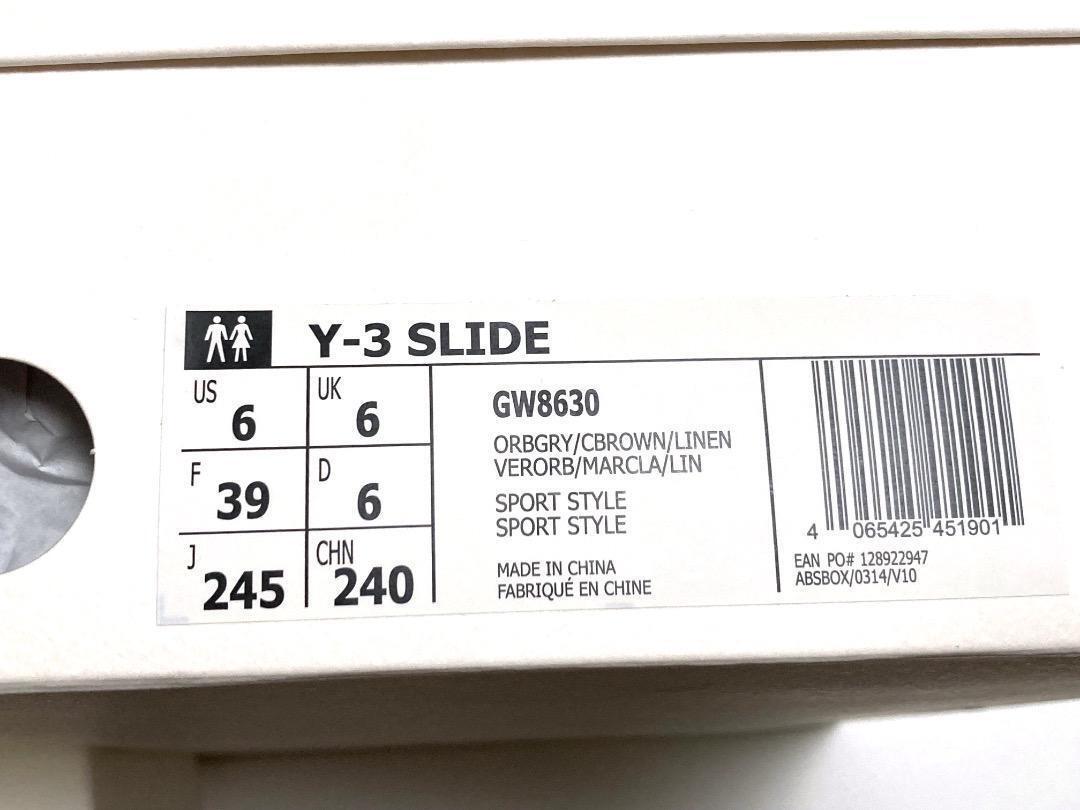 Y-3 SLIDE
US
6
UK
6
F
39
D
6
J
245
CHN
240
GW8630
ORBGRY/CBROWN/LINEN
VERORB/MARCLA/LIN
SPORT STYLE
SPORT STYLE
MADE IN CHINA
FABRIQUÉ EN CHINE
4 065425 451901
EAN PO# 128922947
ABSBOX/0314/V10